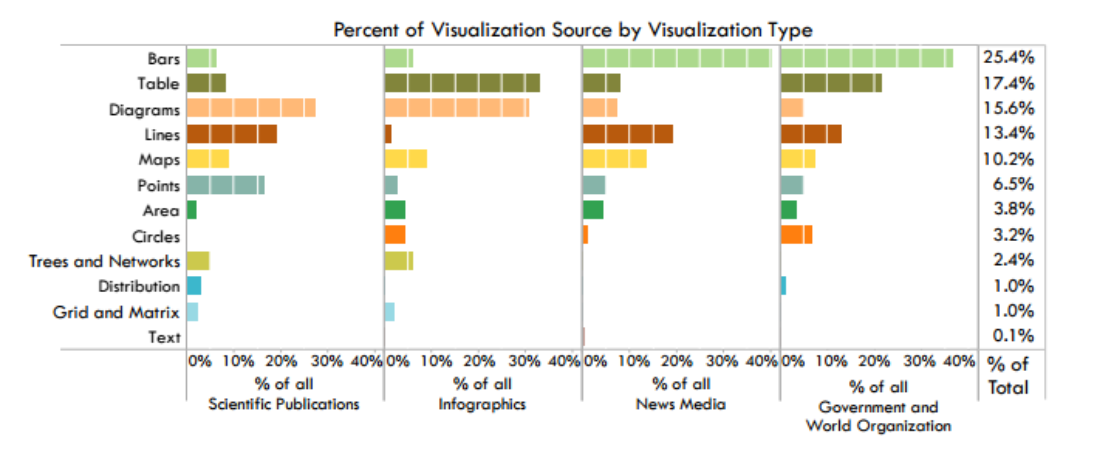 Percent of Visualization Source by Visualization Type
Bars 25.4%
Table 17.4%
Diagrams 15.6%
Lines 13.4%
Maps 10.2%
Points 6.5%
Area 3.8%
Circles 3.2%
Trees and Networks 2.4%
Distribution 1.0%
Grid and Matrix 1.0%
Text 0.1%
0% 10% 20% 30% 40% 0% 10% 20% 30% 40% 0% 10% 20% 30% 40% 0% 10% 20% 30% 40%
% of all
Scientific Publications
% of all
Infographics
% of all
News Media
% of all
Government and
World Organization
% of
Total